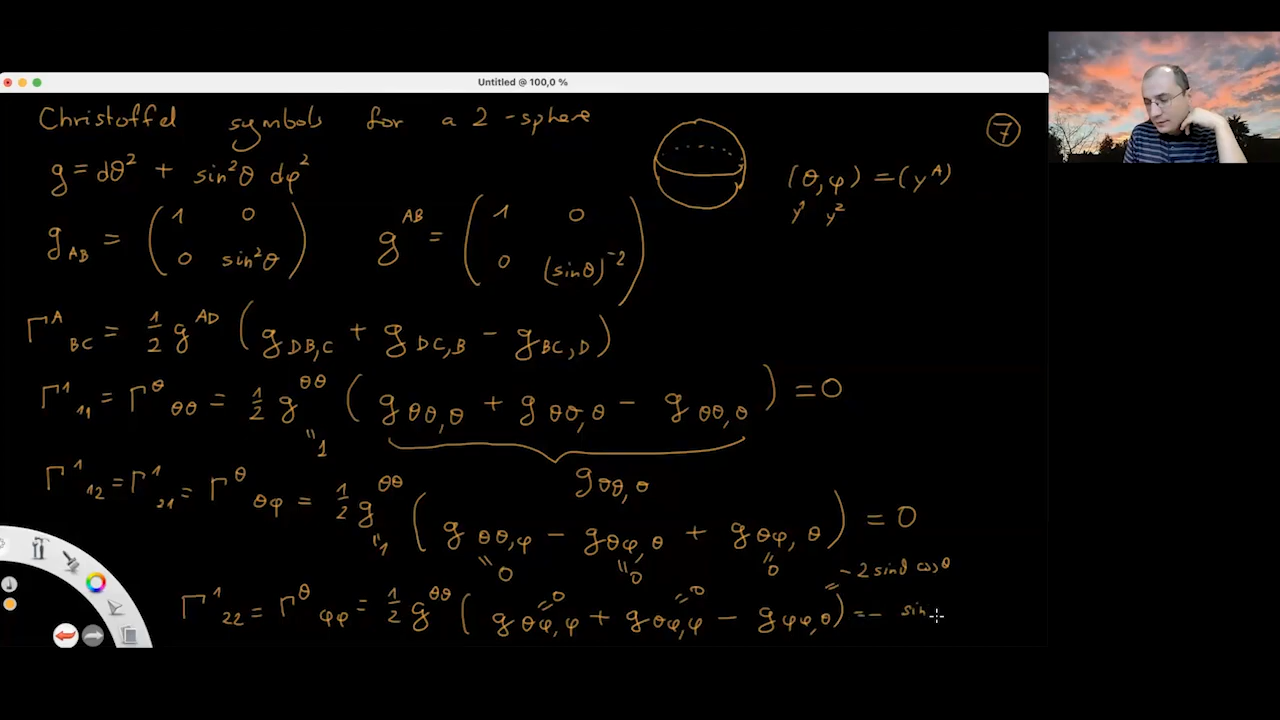 Untitled @ 100,0 %
Christoffel symbols for a 2-sphere
7
g = dθ² + sin²θ dφ²
(θ, φ) = (y^A)
y¹ y²
g_AB = ( 1 0 ; 0 sin²θ ) g^AB = ( 1 0 ; 0 (sinθ)^-2 )
Γ^A_BC = 1/2 g^AD ( g_DB,C + g_DC,B - g_BC,D )
Γ¹_11 = Γ^θ_θθ = 1/2 g^θθ ( g_θθ,θ + g_θθ,θ - g_θθ,θ ) = 0
"1
g_θθ,θ
Γ¹_12 = Γ¹_21 = Γ^θ_θφ = 1/2 g^θθ ( g_θθ,φ - g_θφ,θ + g_θφ,θ ) = 0
"1 "0 "0 "0
= 0 = 0 = -2 sinθ cosθ
Γ¹_22 = Γ^θ_φφ = 1/2 g^θθ ( g_θφ,φ + g_θφ,φ - g_φφ,θ ) = - sin